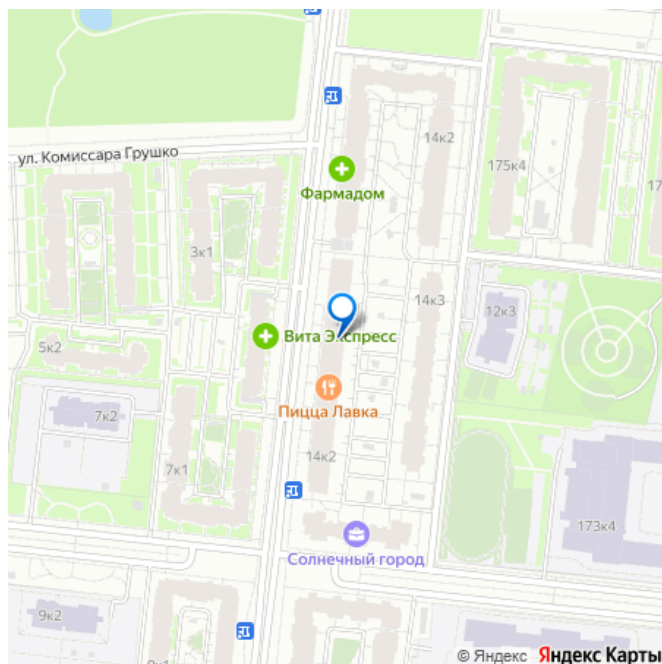 14к2
ул. Комиссара Грушко
175к4
Фармадом
3к1
14к3
12к3
Вита Экспресс
5к2
Пицца Лавка
7к2
14к2
7к1
173к4
Солнечный город
9к2
© Яндекс Яндекс Карты